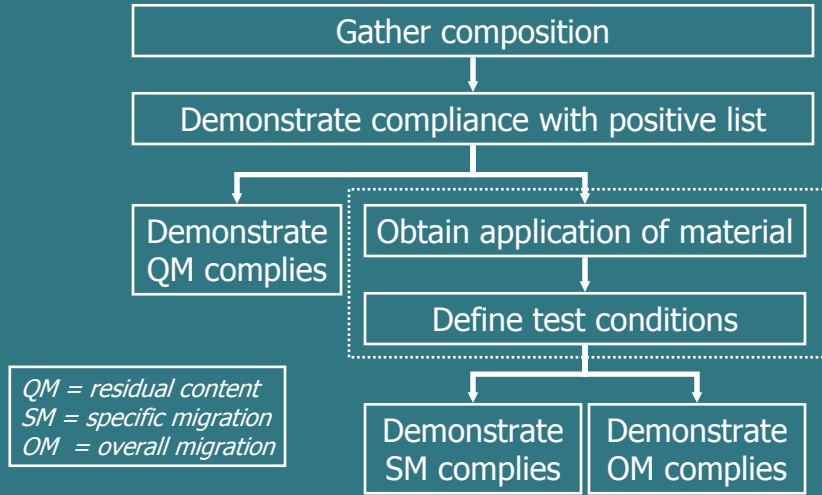 Gather composition
Demonstrate compliance with positive list
Demonstrate
QM complies
Obtain application of material
Define test conditions
QM = residual content
SM = specific migration
OM = overall migration
Demonstrate
SM complies
Demonstrate
OM complies